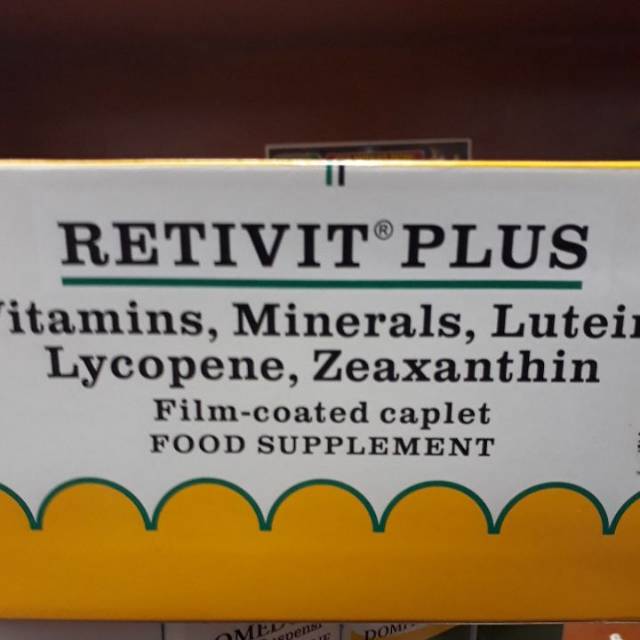 RETIVIT® PLUS
Vitamins, Minerals, Lutein
Lycopene, Zeaxanthin
Film-coated caplet
FOOD SUPPLEMENT